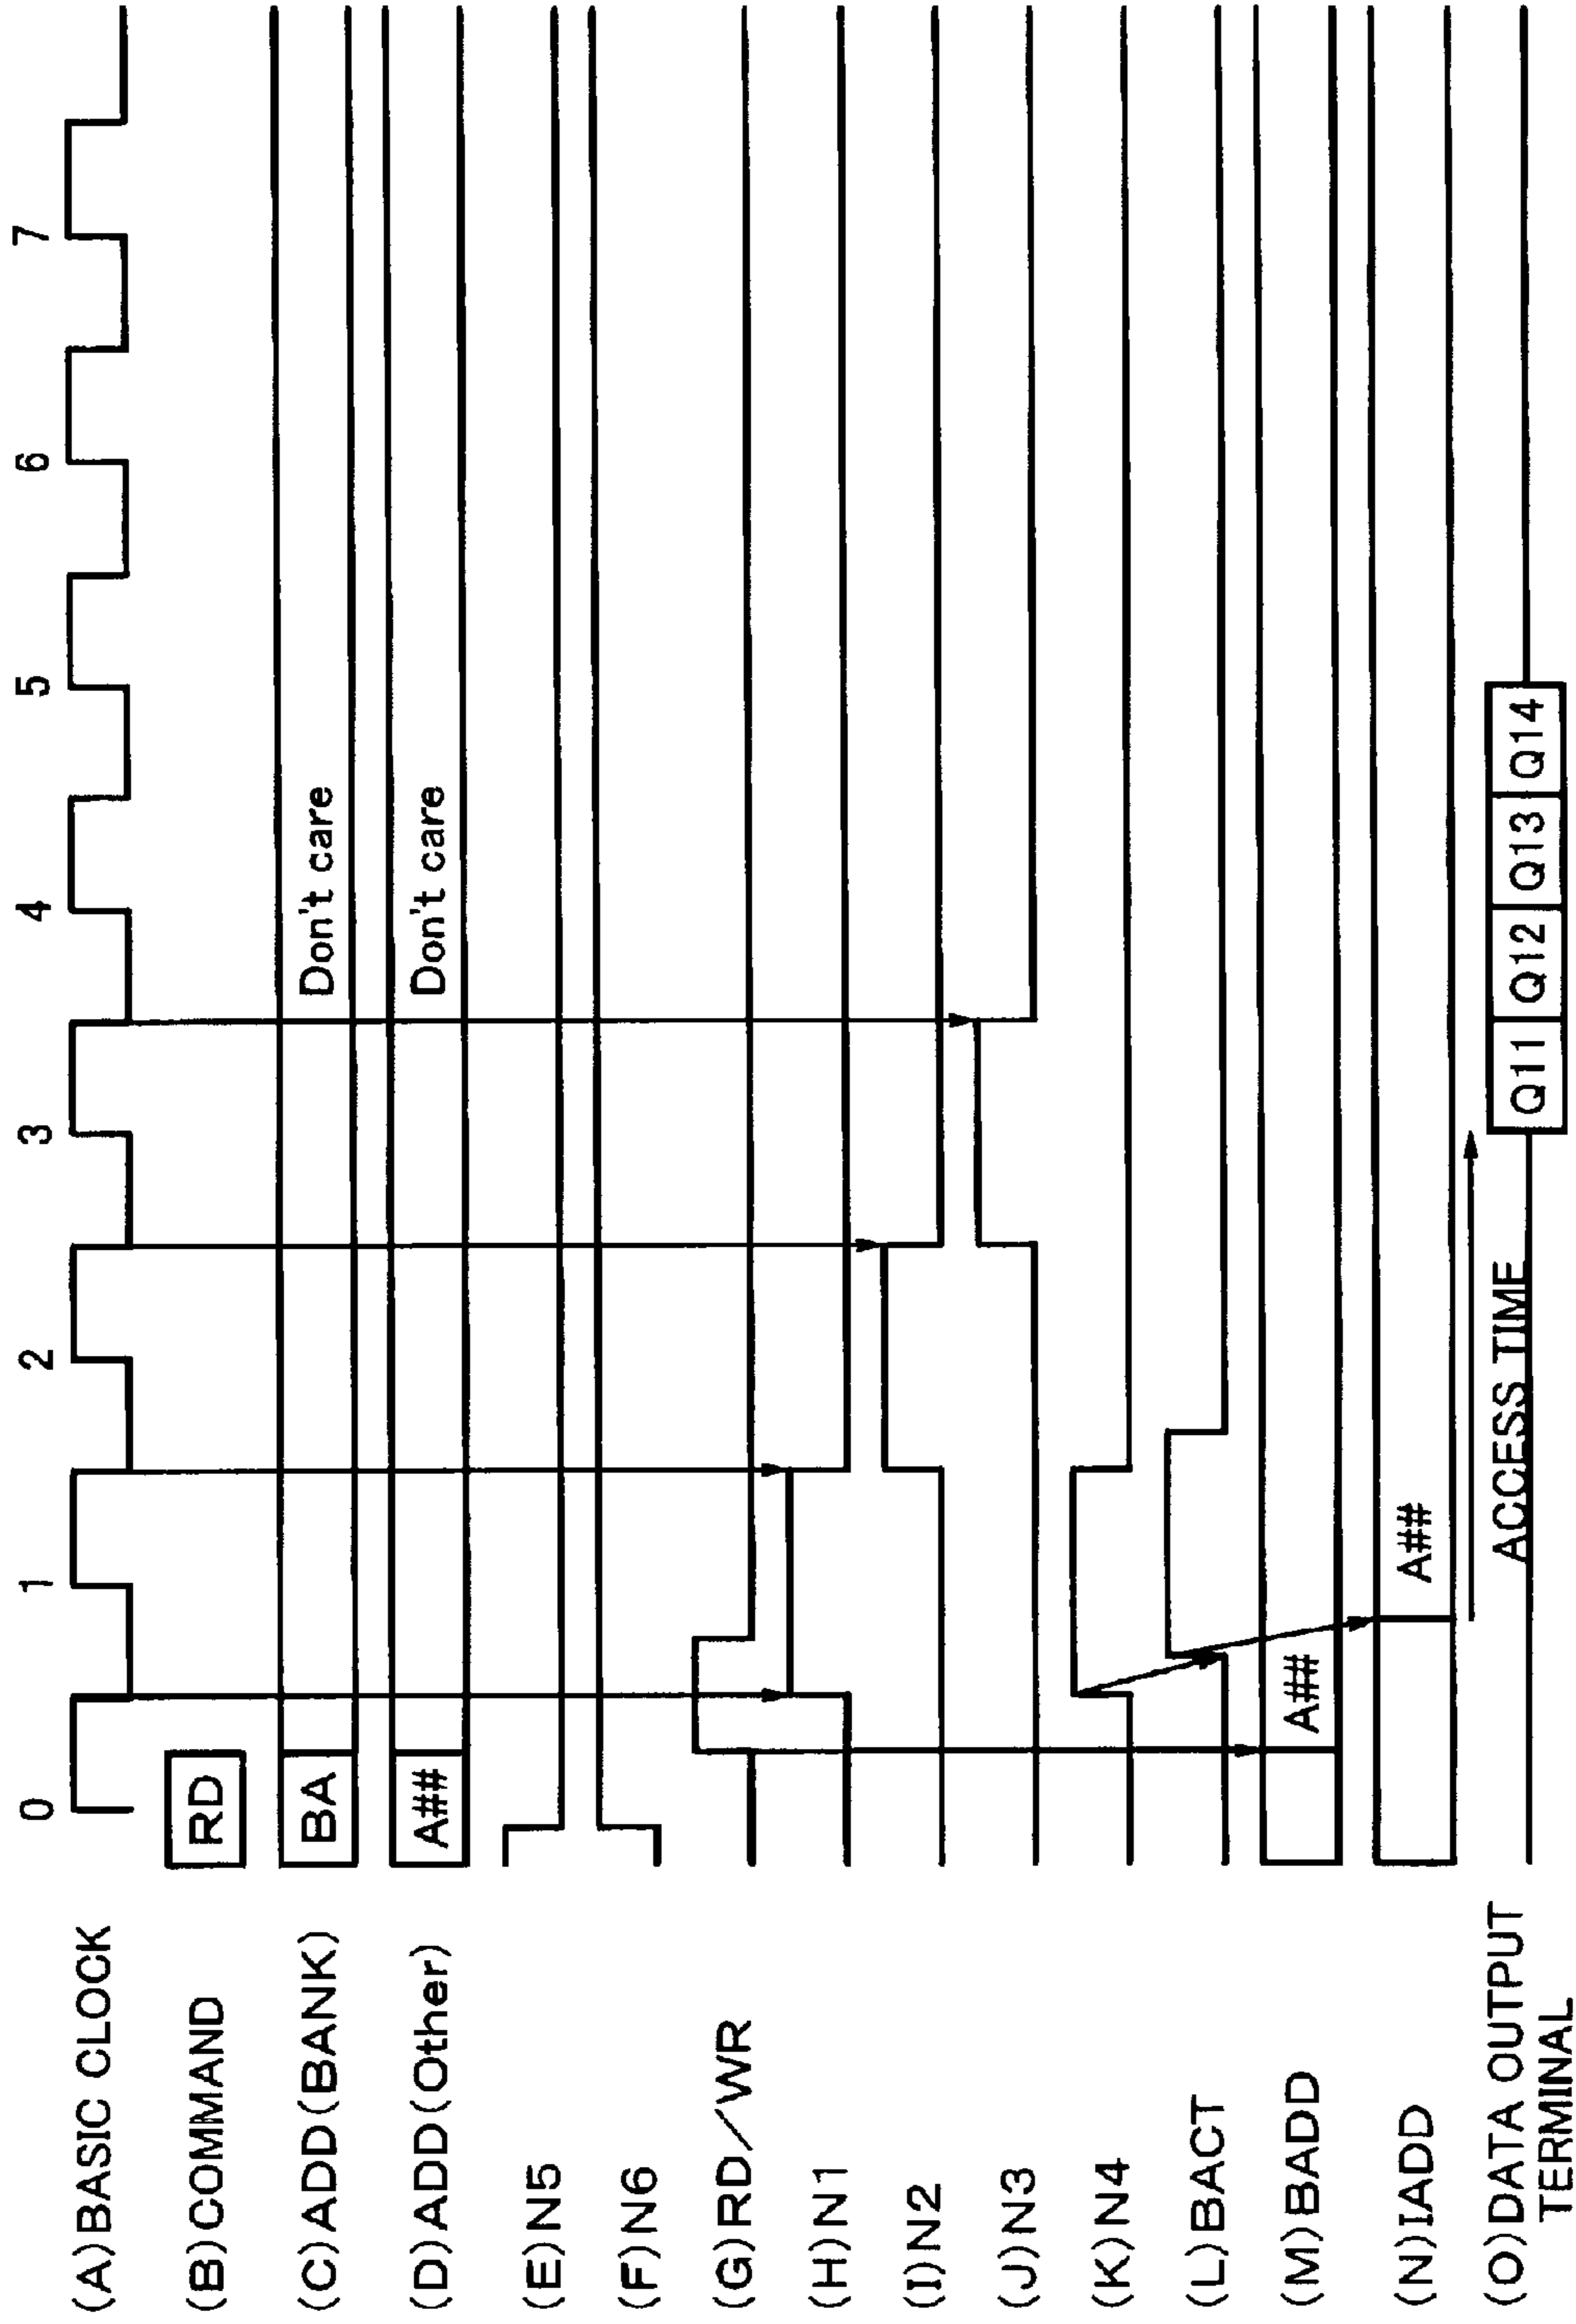 0 1 2 3 4 5 6 7
(A)BASIC CLOCK
(B)COMMAND RD
(C)ADD(BANK) BA Don't care
(D)ADD(Other) A## Don't care
(E)N5
(F)N6
(G)RD/WR
(H)N1
(I)N2
(J)N3
(K)N4
(L)BACT
(M)BADD A##
(N)IADD A##
ACCESS TIME
(O)DATA OUTPUT Q11 Q12 Q13 Q14
TERMINAL